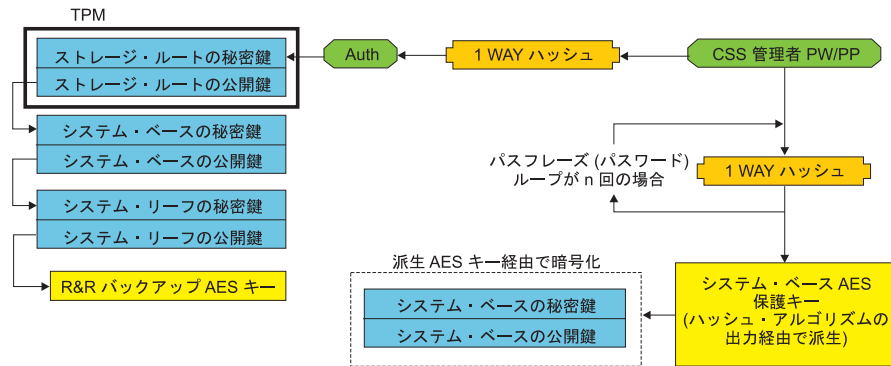 TPM
ストレージ・ルートの秘密鍵
ストレージ・ルートの公開鍵
Auth
1 WAY ハッシュ
CSS 管理者 PW/PP
システム・ベースの秘密鍵
システム・ベースの公開鍵
パスフレーズ (パスワード)
ループが n 回の場合
1 WAY ハッシュ
システム・リーフの秘密鍵
システム・リーフの公開鍵
R&R バックアップ AES キー
派生 AES キー経由で暗号化
システム・ベースの秘密鍵
システム・ベースの公開鍵
システム・ベース AES
保護キー
(ハッシュ・アルゴリズムの
出力経由で派生)